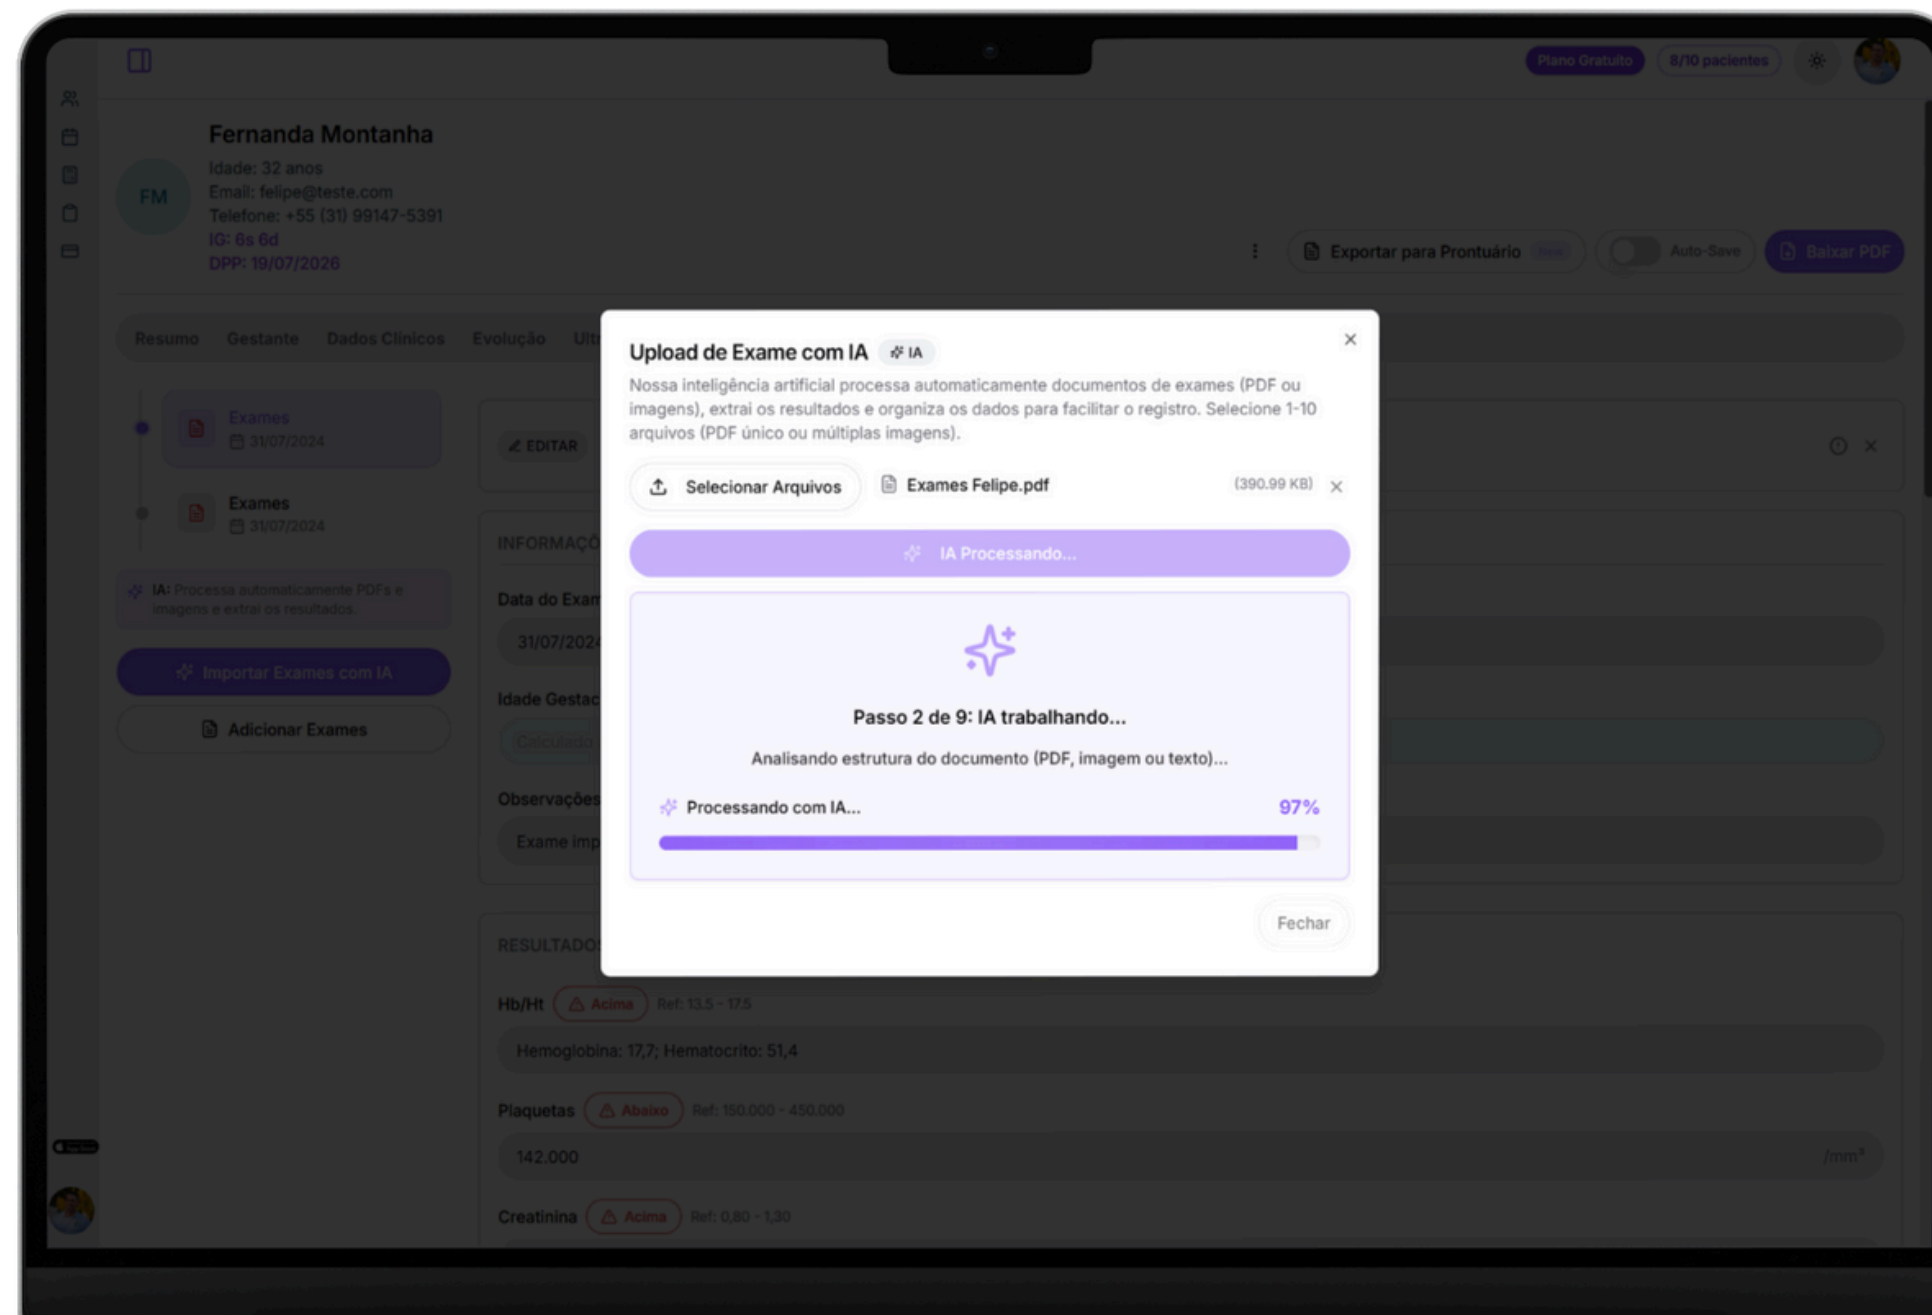 Plano Gratuito
8/10 pacientes
Fernanda Montanha
FM
Idade: 32 anos
Email: felipe@teste.com
Telefone: +55 (31) 99147-5391
IG: 6s 6d
DPP: 19/07/2026
Exportar para Prontuário
Auto-Save
Baixar PDF
Resumo Gestante Dados Clínicos Evolução Ult
Exames
31/07/2024
Exames
31/07/2024
IA: Processa automaticamente PDFs e
imagens e extrai os resultados.
Importar Exames com IA
Adicionar Exames
EDITAR
INFORMAÇÕ
Data do Exam
31/07/2024
Idade Gestac
Calculado
Observações
Exame imp
Upload de Exame com IA
IA
Nossa inteligência artificial processa automaticamente documentos de exames (PDF ou
imagens), extrai os resultados e organiza os dados para facilitar o registro. Selecione 1-10
arquivos (PDF único ou múltiplas imagens).
Selecionar Arquivos
Exames Felipe.pdf
(390.99 KB)
IA Processando...
Passo 2 de 9: IA trabalhando...
Analisando estrutura do documento (PDF, imagem ou texto)...
Processando com IA...
97%
Fechar
RESULTADOS
Hb/Ht Acima Ref: 13.5 - 17.5
Hemoglobina: 17,7; Hematocrito: 51,4
Plaquetas Abaixo Ref: 150.000 - 450.000
142.000
/mm³
Creatinina Acima Ref: 0,80 - 1,30